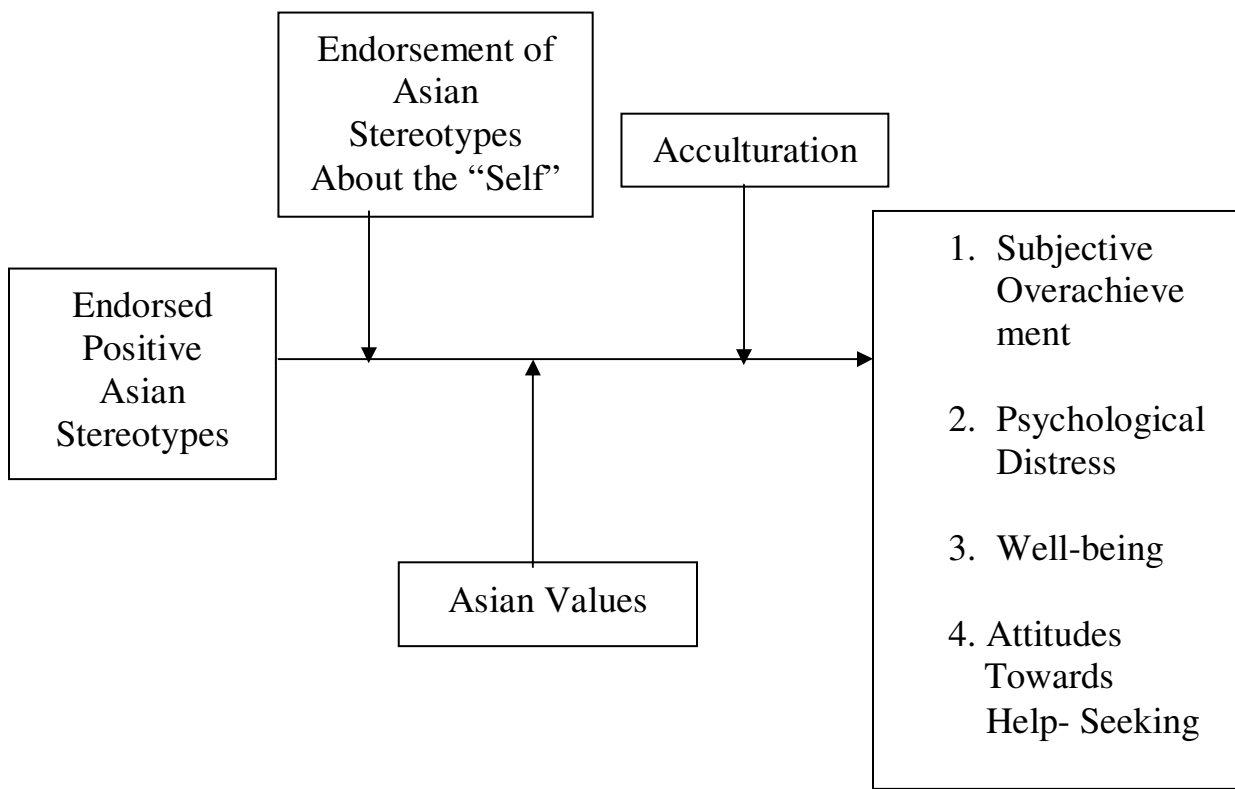 Endorsement of
Asian
Stereotypes
About the “Self”
Acculturation
Endorsed
Positive
Asian
Stereotypes
Asian Values
1. Subjective
Overachieve
ment
2. Psychological
Distress
3. Well-being
4. Attitudes
Towards
Help- Seeking